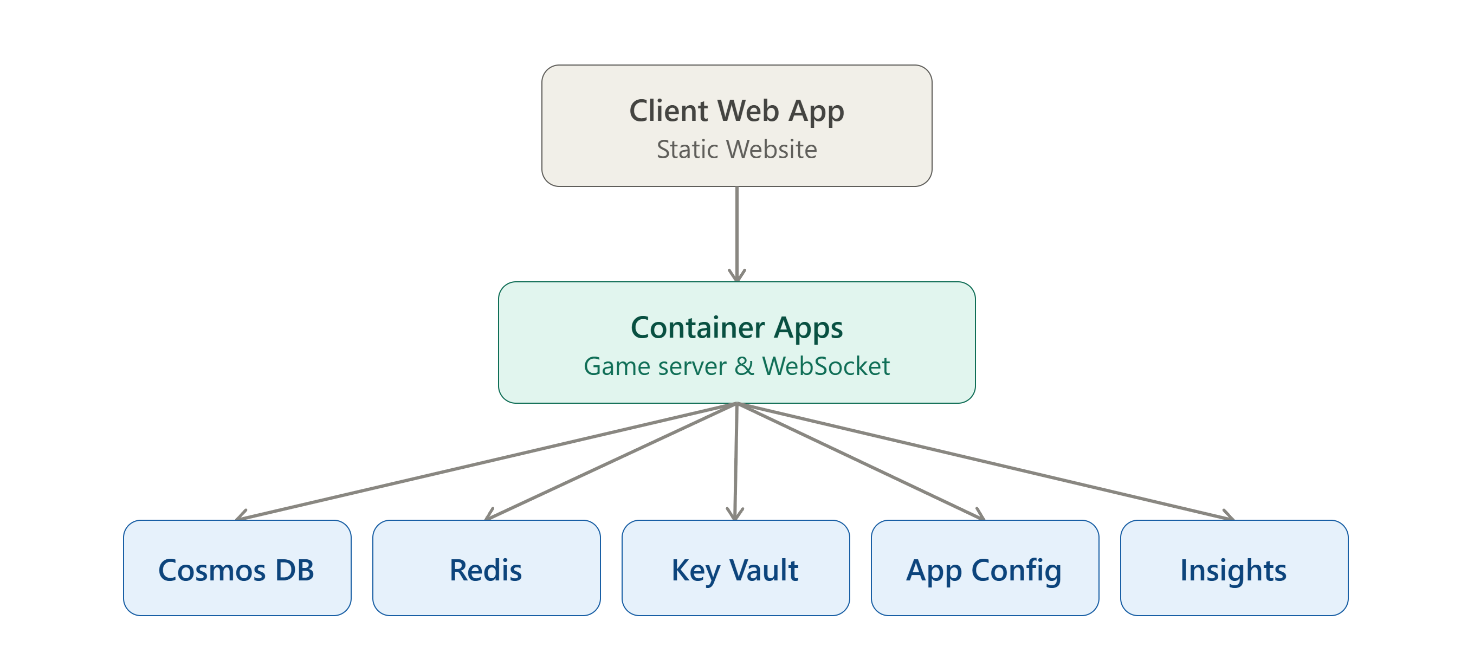 Client Web App
Static Website
Container Apps
Game server & WebSocket
Cosmos DB
Redis
Key Vault
App Config
Insights